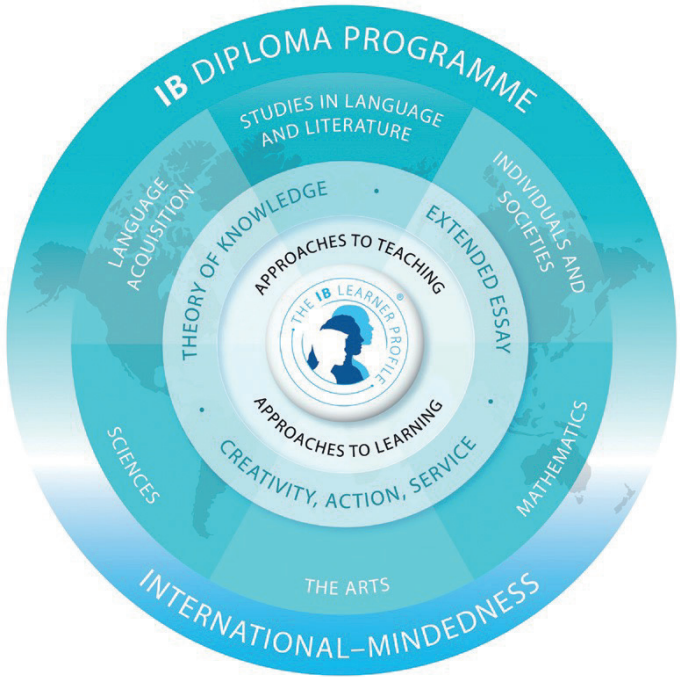 IB DIPLOMA PROGRAMME
STUDIES IN LANGUAGE
AND LITERATURE
LANGUAGE
ACQUISITION
INDIVIDUALS AND
SOCIETIES
THEORY OF KNOWLEDGE
EXTENDED ESSAY
APPROACHES TO TEACHING
THE IB LEARNER PROFILE ®
APPROACHES TO LEARNING
CREATIVITY, ACTION, SERVICE
SCIENCES
MATHEMATICS
THE ARTS
INTERNATIONAL–MINDEDNESS